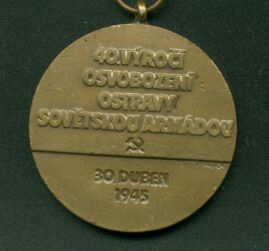 40.VÝROČÍ
OSVOBOZENÍ
OSTRAVY
SOVĚTSKOU ARMÁDOU
30.DUBEN
1945